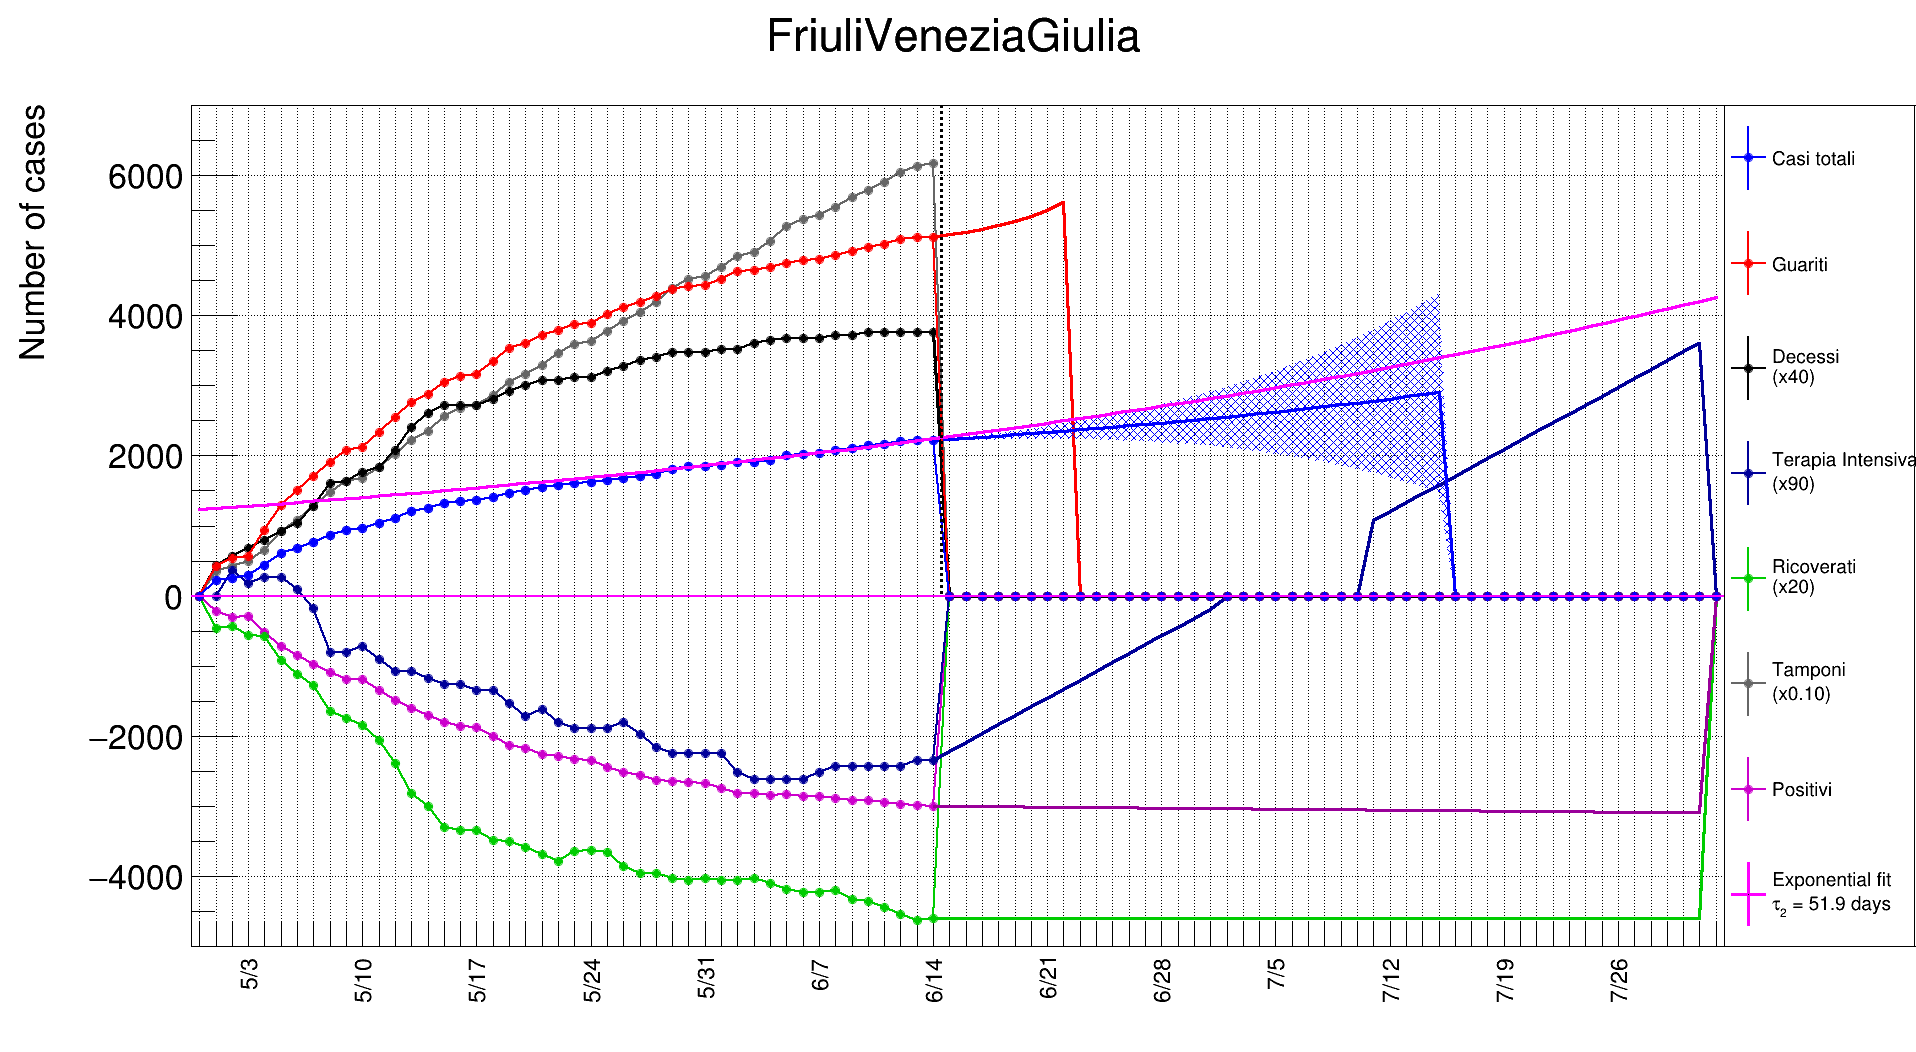 FriuliVeneziaGiulia
Number of cases
6000
4000
2000
0
−2000
−4000
5/3
5/10
5/17
5/24
5/31
6/7
6/14
6/21
6/28
7/5
7/12
7/19
7/26
Casi totali
Guariti
Decessi
(x40)
Terapia Intensiva
(x90)
Ricoverati
(x20)
Tamponi
(x0.10)
Positivi
Exponential fit
τ2 = 51.9 days